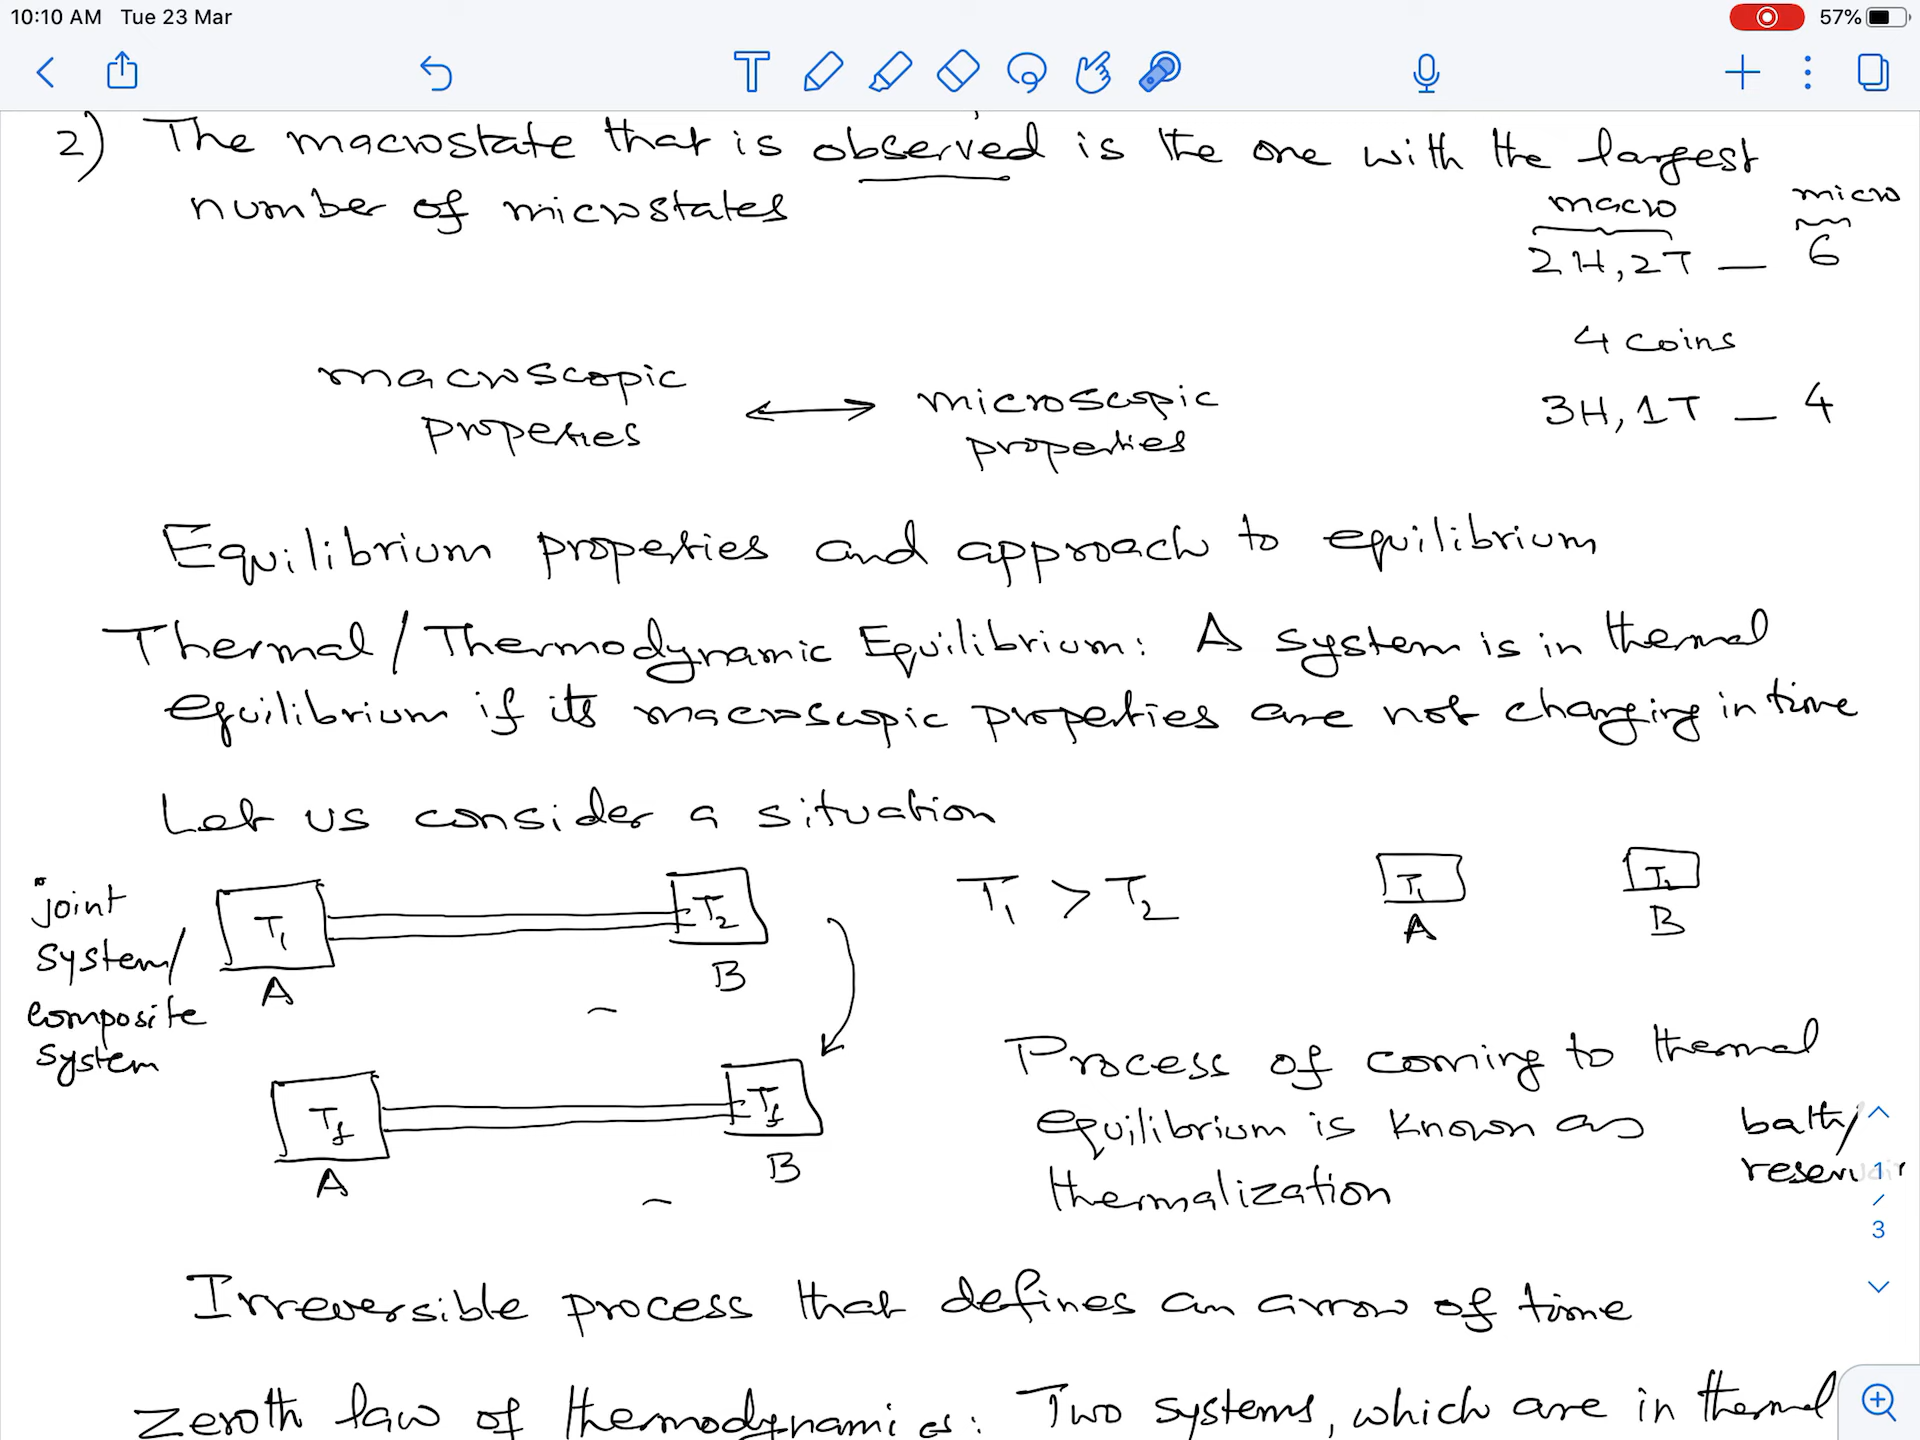 10:10 AM Tue 23 Mar
57%
T
2) The macrostate that is observed is the one with the largest
number of microstates
macro micro
2H,2T — 6
4 coins
3H, 1T — 4
macroscopic
properties
microscopic
properties
Equilibrium properties and approach to equilibrium
Thermal / Thermodynamic Equilibrium: A system is in thermal
equilibrium if its macroscopic properties are not changing in time
Let us consider a situation
joint
system/
composite
system
T₁ T₂
A B
T₁ > T₂
T₁
A B
T_f T_f
A B
Process of coming to thermal
equilibrium is known as
thermalization
bath/
1
/
3
Irreversible process that defines an arrow of time
Zeroth law of thermodynamics: Two systems, which are in thermal